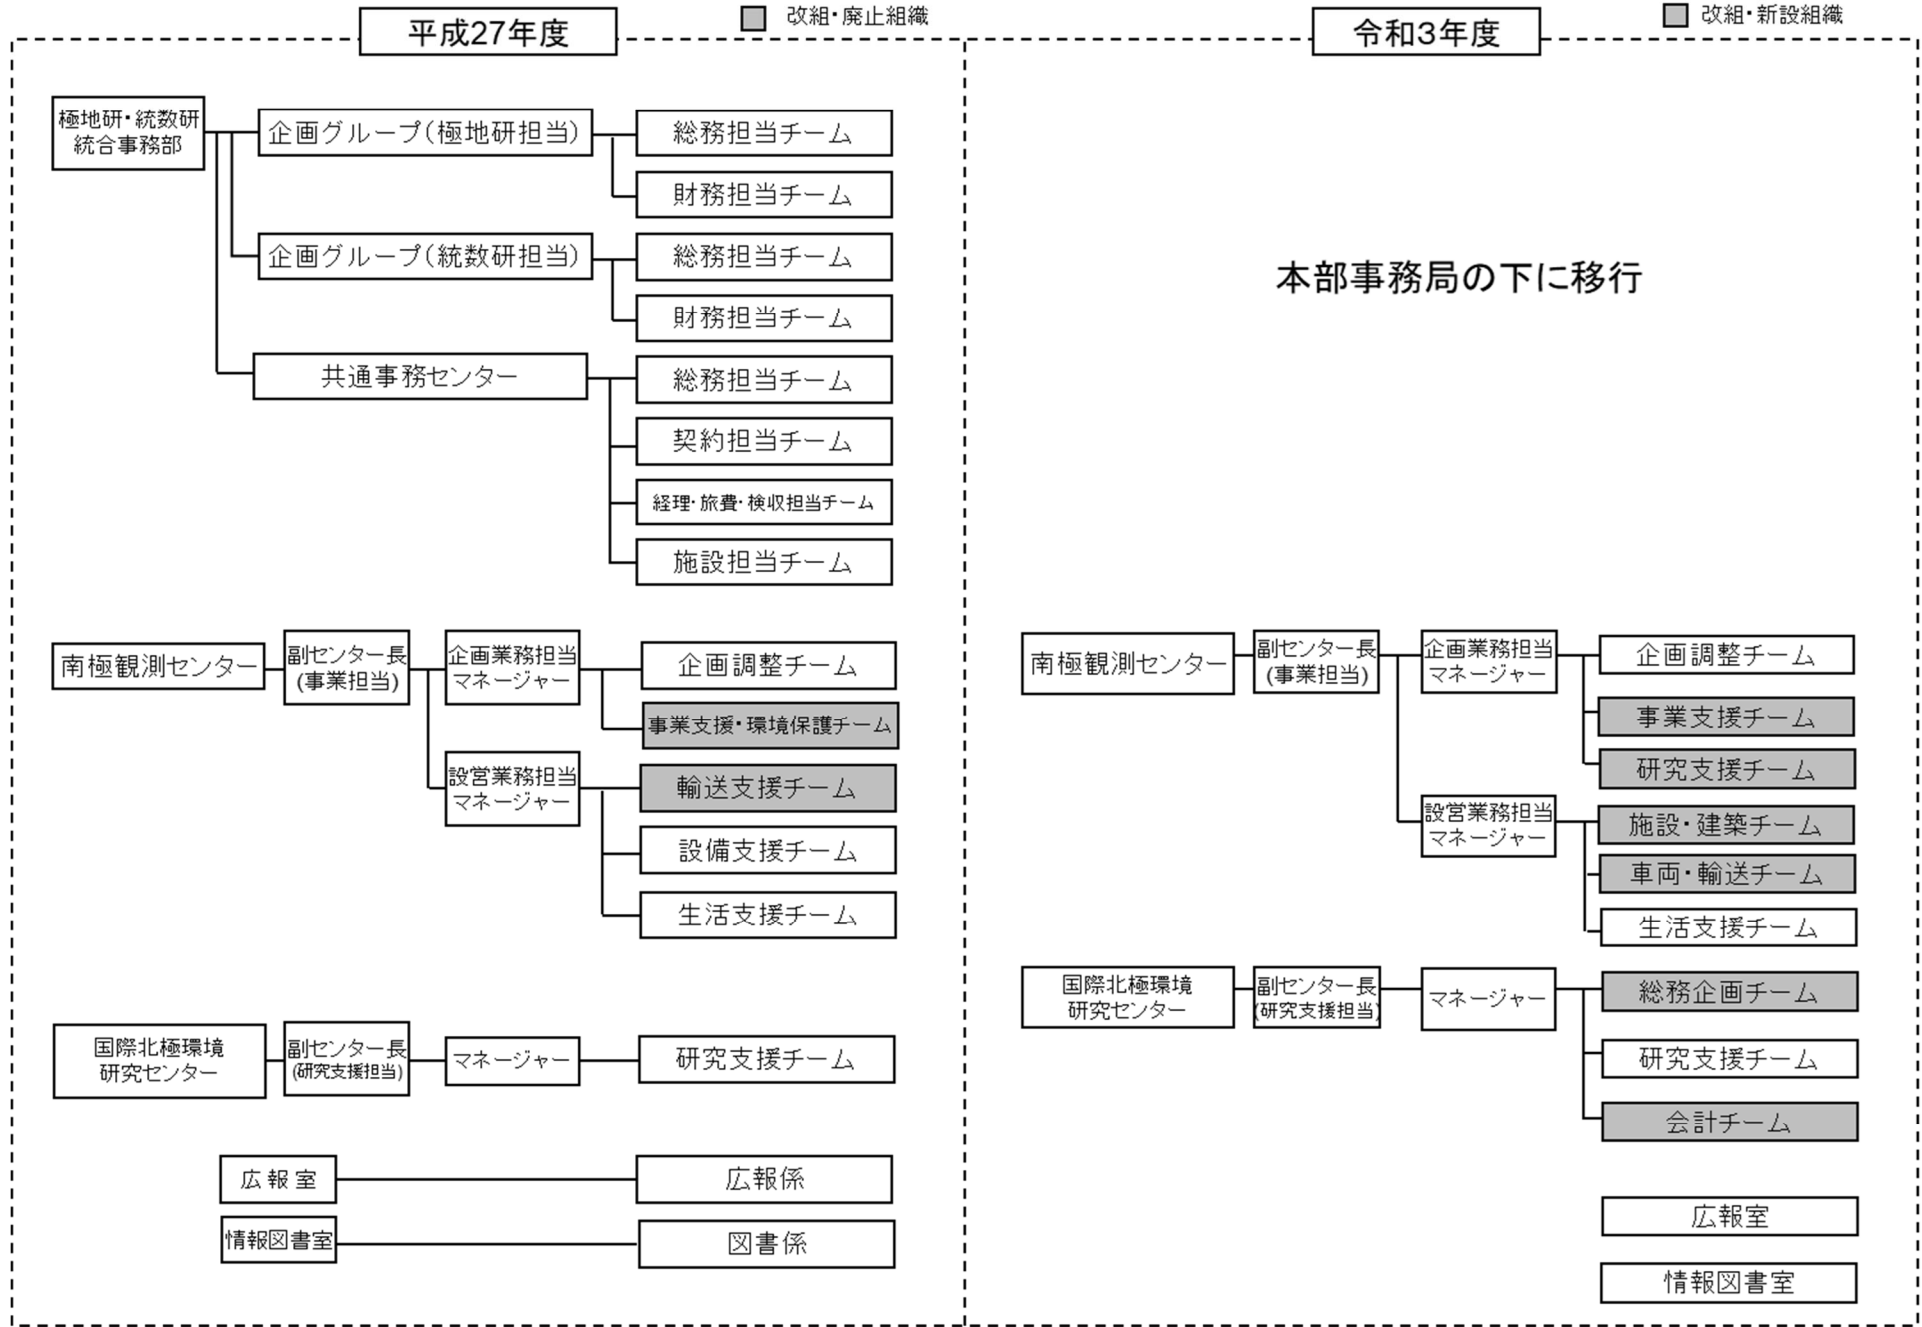 平成27年度
改組・廃止組織
極地研・統数研
統合事務部
企画グループ(極地研担当)
総務担当チーム
財務担当チーム
企画グループ(統数研担当)
総務担当チーム
財務担当チーム
共通事務センター
総務担当チーム
契約担当チーム
経理・旅費・検収担当チーム
施設担当チーム
南極観測センター
副センター長
(事業担当)
企画業務担当
マネージャー
企画調整チーム
事業支援・環境保護チーム
設営業務担当
マネージャー
輸送支援チーム
設備支援チーム
生活支援チーム
国際北極環境
研究センター
副センター長
(研究支援担当)
マネージャー
研究支援チーム
広報室
広報係
情報図書室
図書係
令和3年度
改組・新設組織
本部事務局の下に移行
南極観測センター
副センター長
(事業担当)
企画業務担当
マネージャー
企画調整チーム
事業支援チーム
研究支援チーム
設営業務担当
マネージャー
施設・建築チーム
車両・輸送チーム
生活支援チーム
国際北極環境
研究センター
副センター長
(研究支援担当)
マネージャー
総務企画チーム
研究支援チーム
会計チーム
広報室
情報図書室